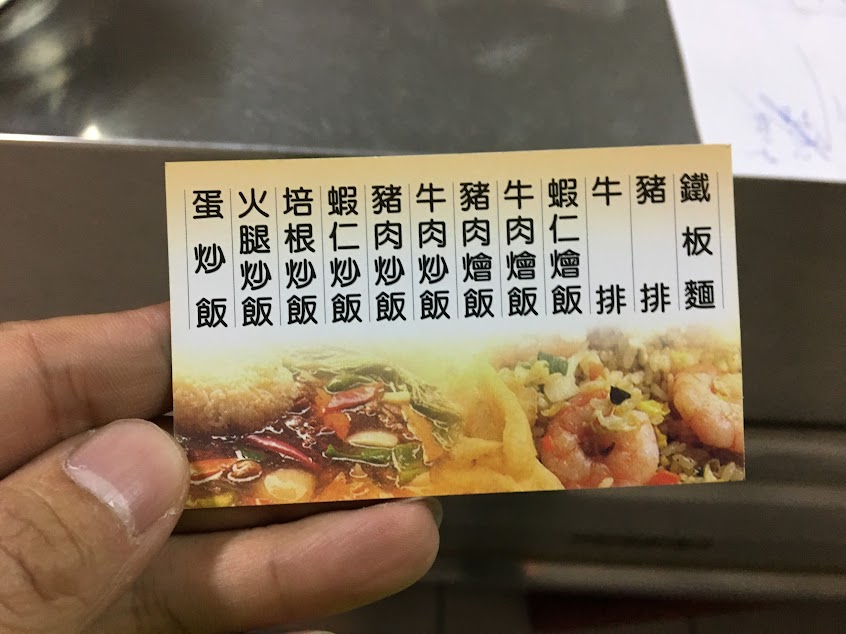 鐵板麵
豬排
牛排
蝦仁燴飯
牛肉燴飯
豬肉燴飯
牛肉炒飯
豬肉炒飯
蝦仁炒飯
培根炒飯
火腿炒飯
蛋炒飯